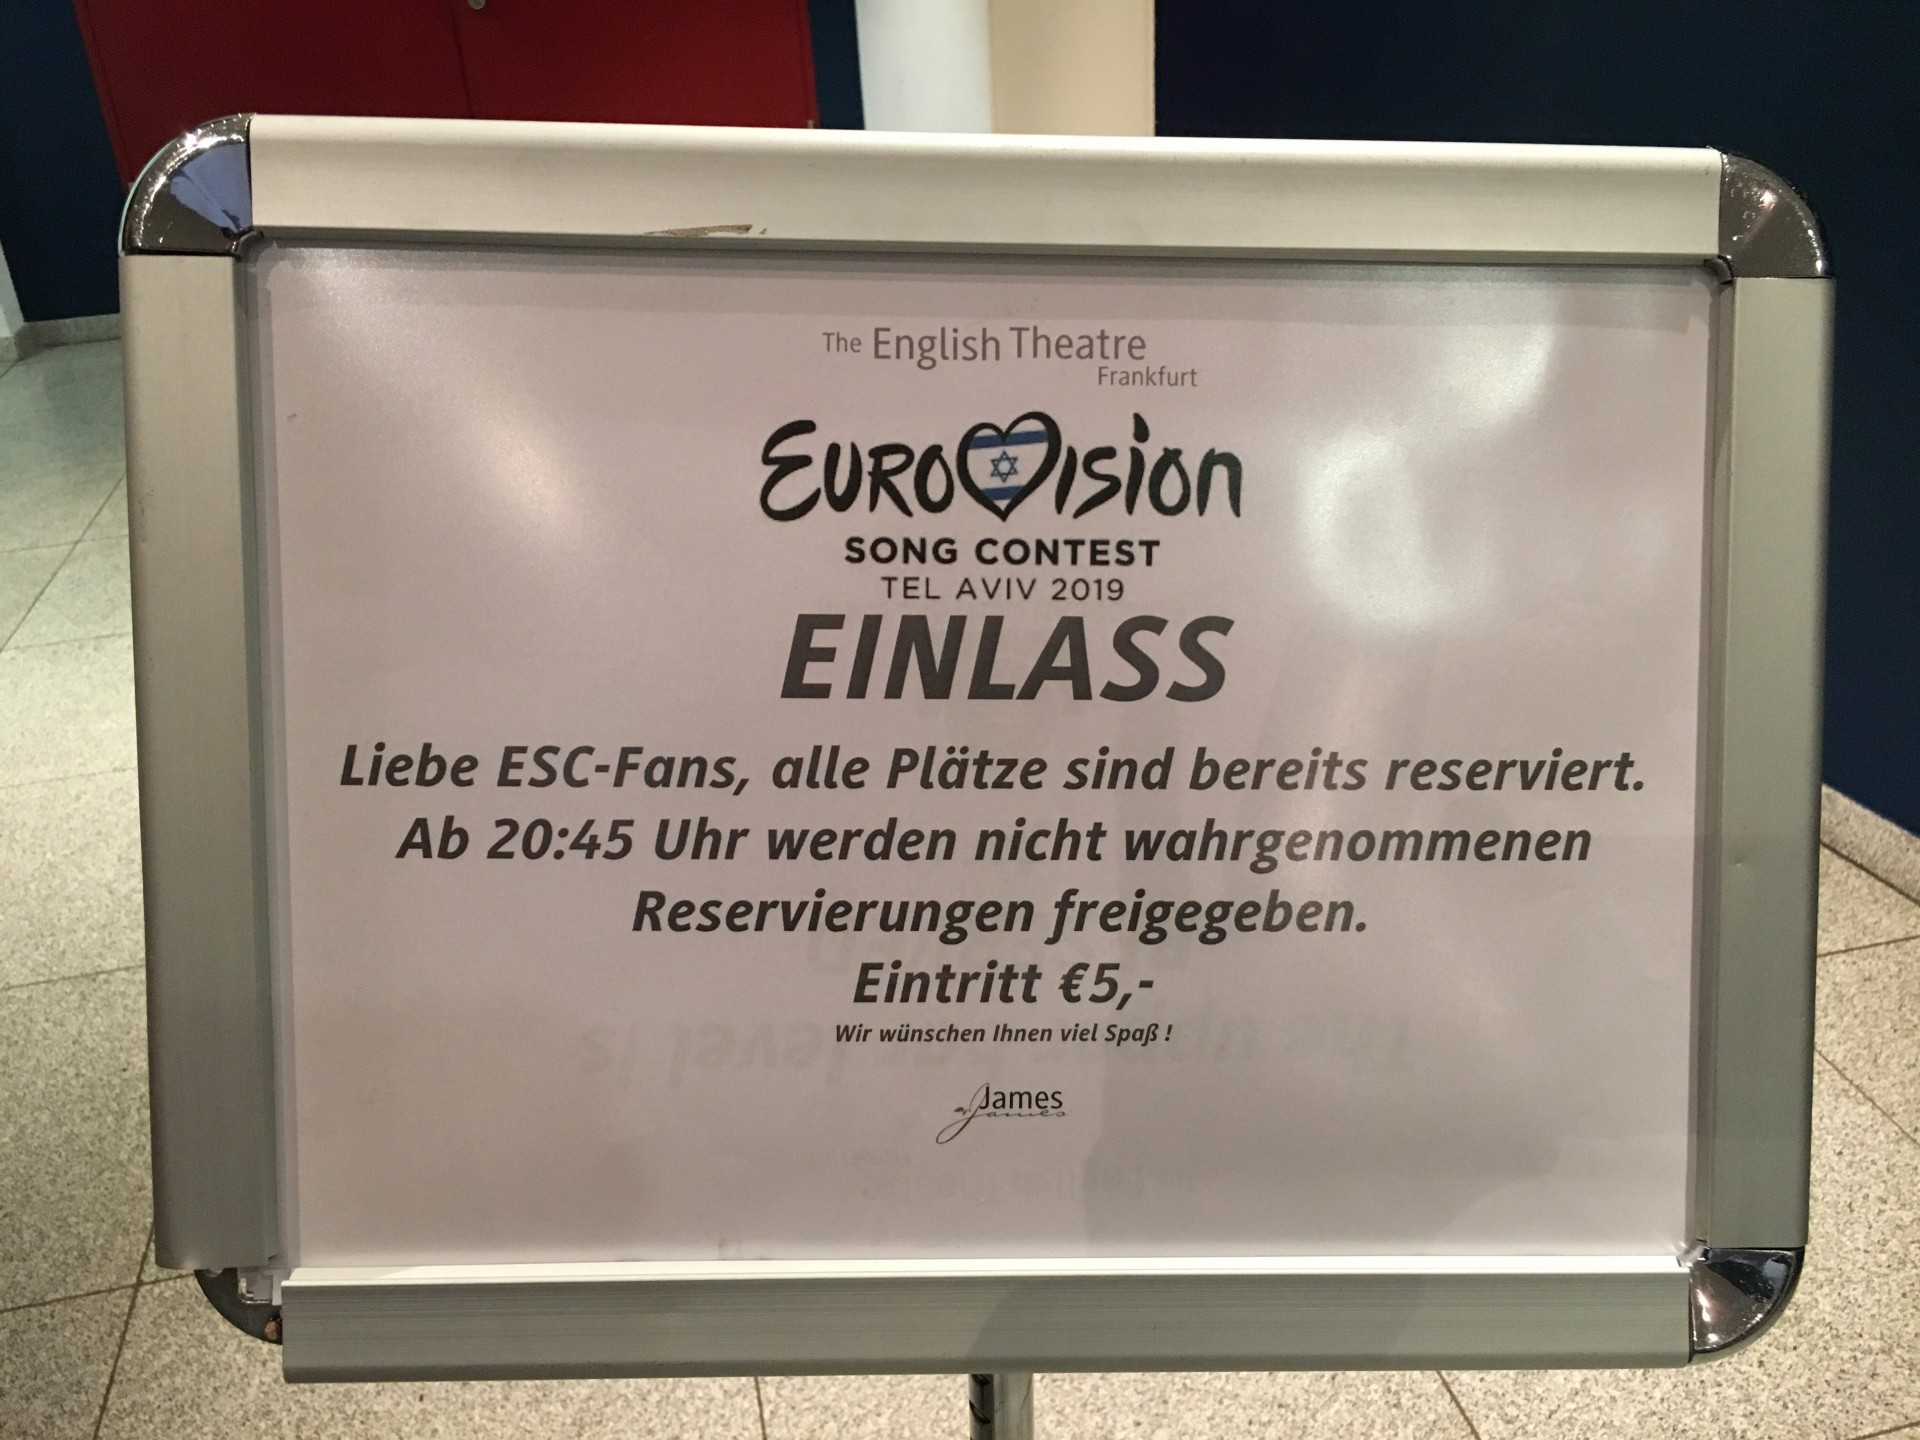 The English Theatre
Frankfurt
EUROVISION
SONG CONTEST
TEL AVIV 2019
EINLASS
Liebe ESC-Fans, alle Plätze sind bereits reserviert.
Ab 20:45 Uhr werden nicht wahrgenommenen
Reservierungen freigegeben.
Eintritt €5,-
Wir wünschen Ihnen viel Spaß !
James